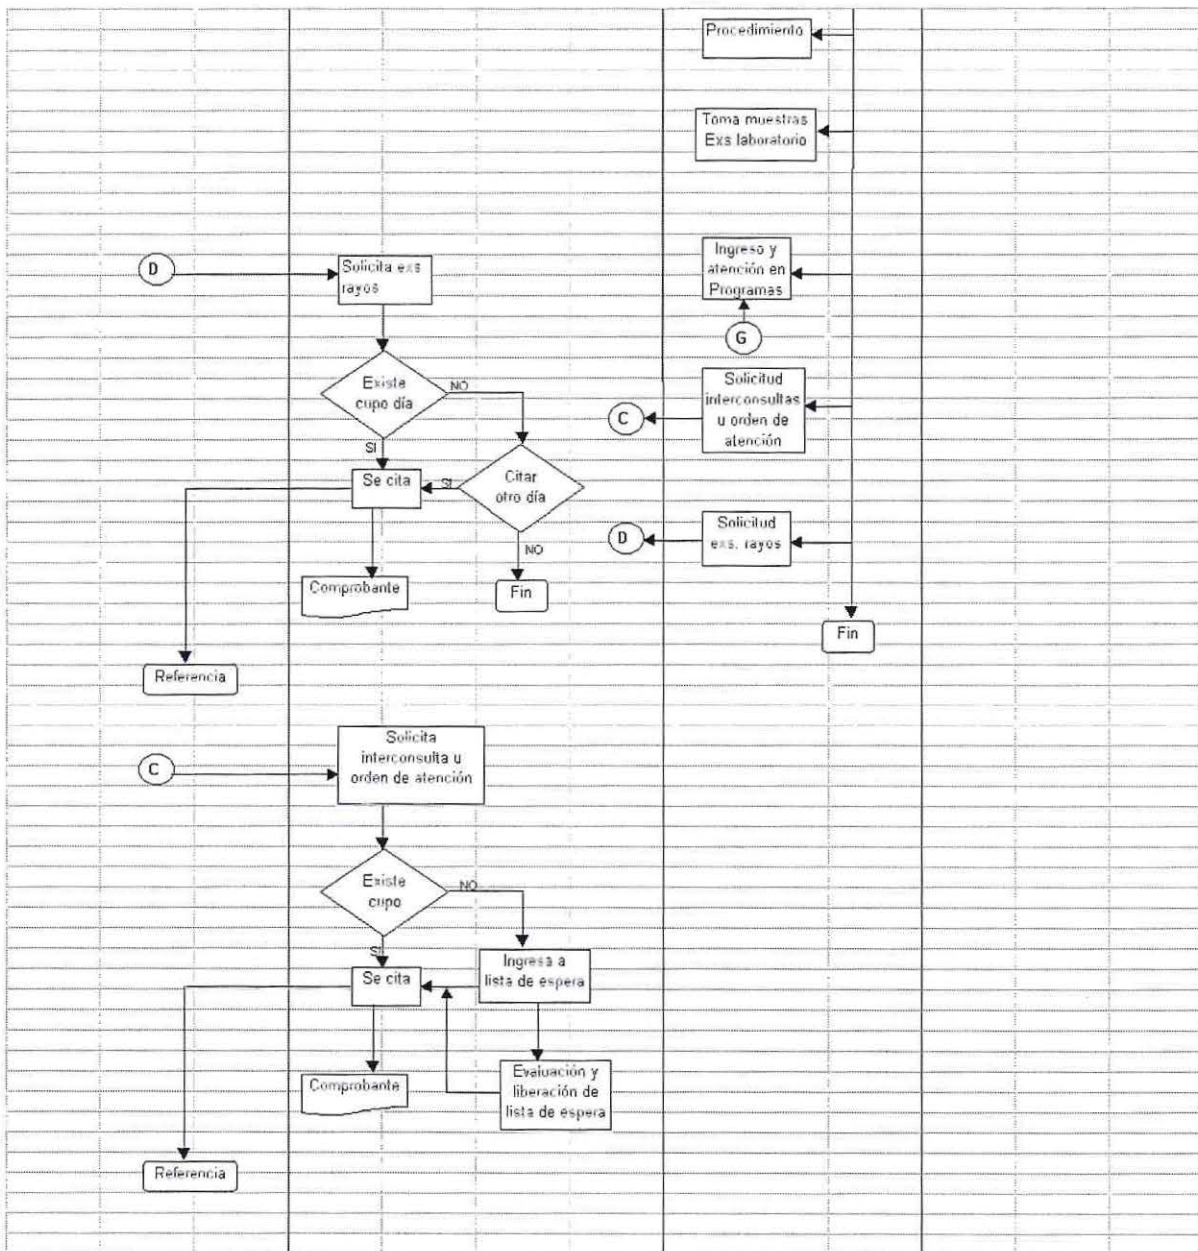 Procedimiento
Toma muestras
Exs laboratorio
D
Solicita exs
rayos
Ingreso y
atención en
Programas
G
Existe
cupo día
NO
SI
Solicitud
interconsultas
u orden de
atención
C
Se cita
SI
Citar
otro día
NO
Solicitud
exs. rayos
D
Comprobante
Fin
Fin
Referencia
C
Solicita
interconsulta u
orden de atención
Existe
cupo
NO
SI
Se cita
Ingresa a
lista de espera
Comprobante
Evaluación y
liberación de
lista de espera
Referencia